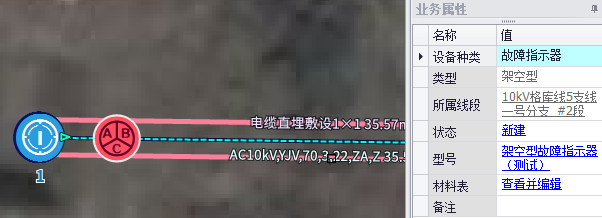 业务属性
名称 值
设备种类 故障指示器
类型 架空型
所属线段 10kV格库线5支线一号分支_#2段
状态 新建
型号 架空型故障指示器（测试）
材料表 查看并编辑
备注
电缆直埋敷设1×1 35.57m
A B
C
AC10kV,YJV,70,3,22,ZA,Z 35.5
1